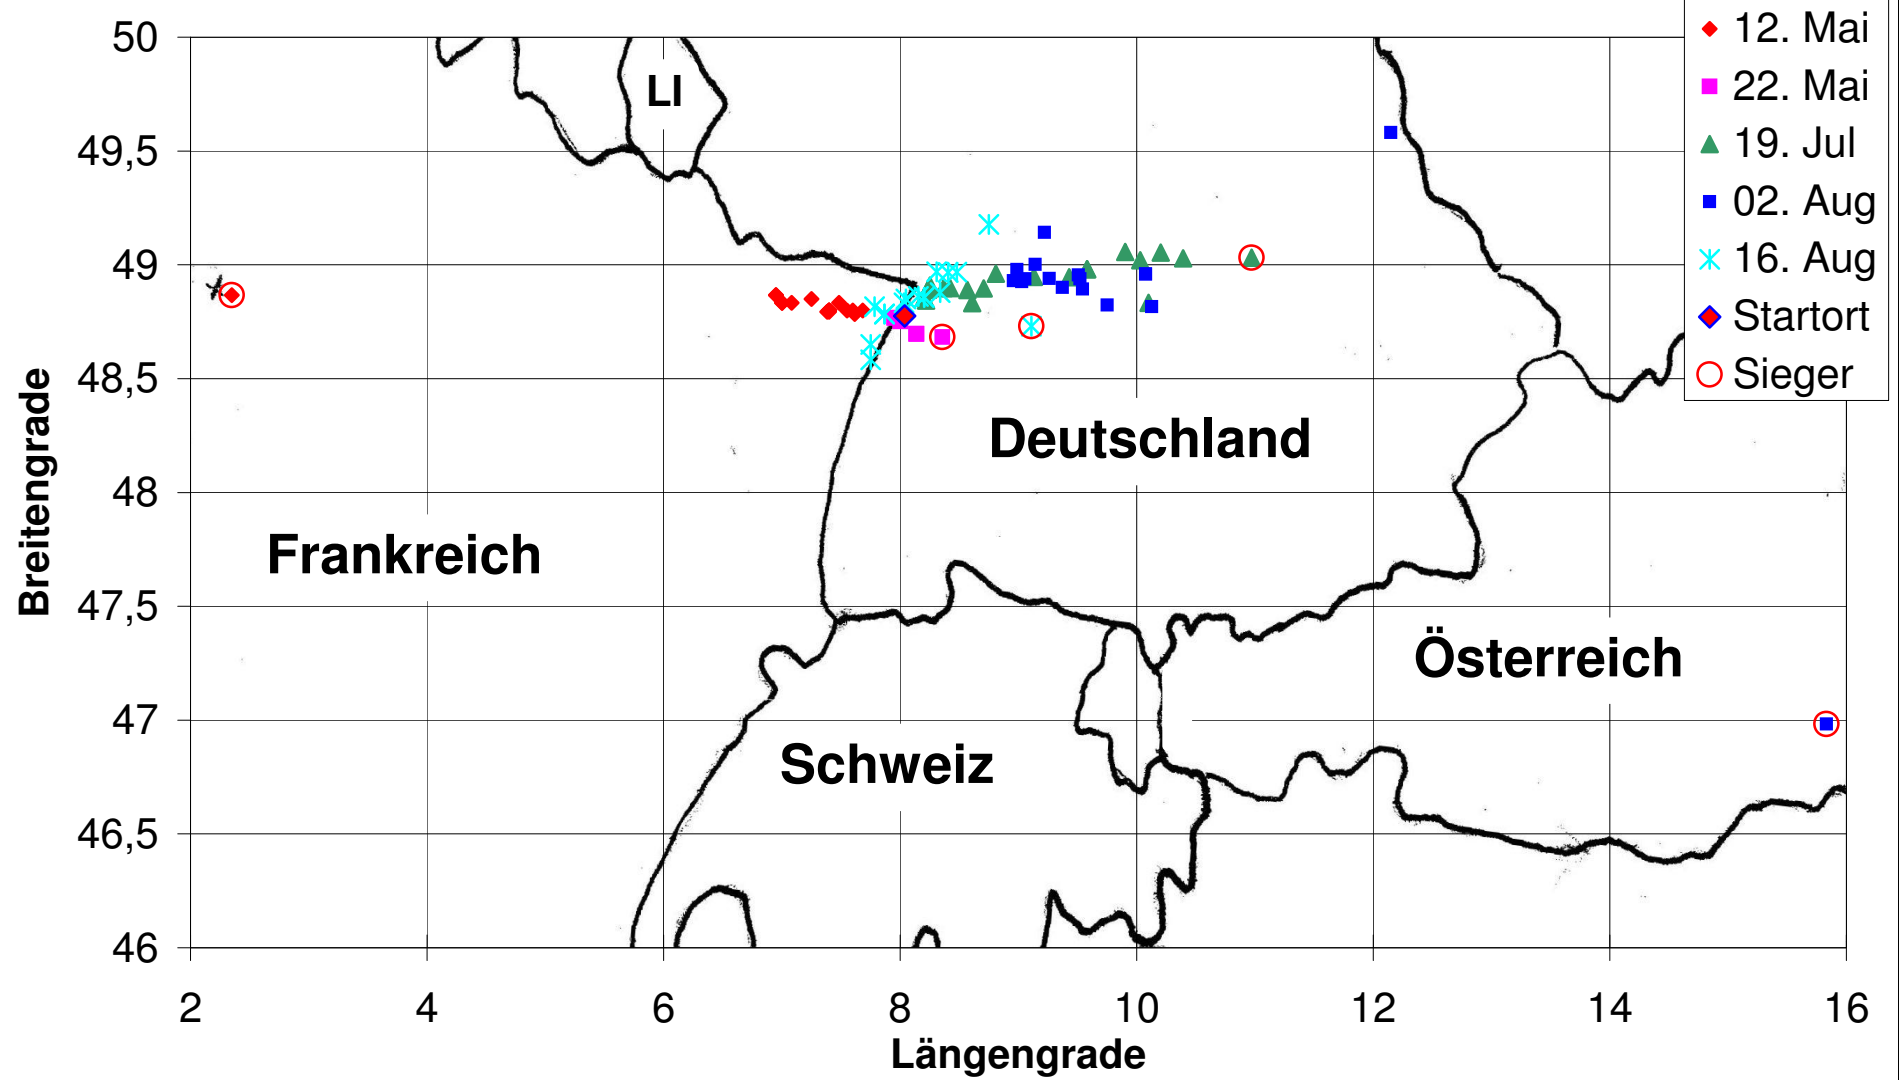 50
49,5
49
48,5
48
47,5
47
46,5
46
Breitengrade
2 4 6 8 10 12 14 16
Längengrade
LI
Deutschland
Frankreich
Österreich
Schweiz
12. Mai
22. Mai
19. Jul
02. Aug
16. Aug
Startort
Sieger